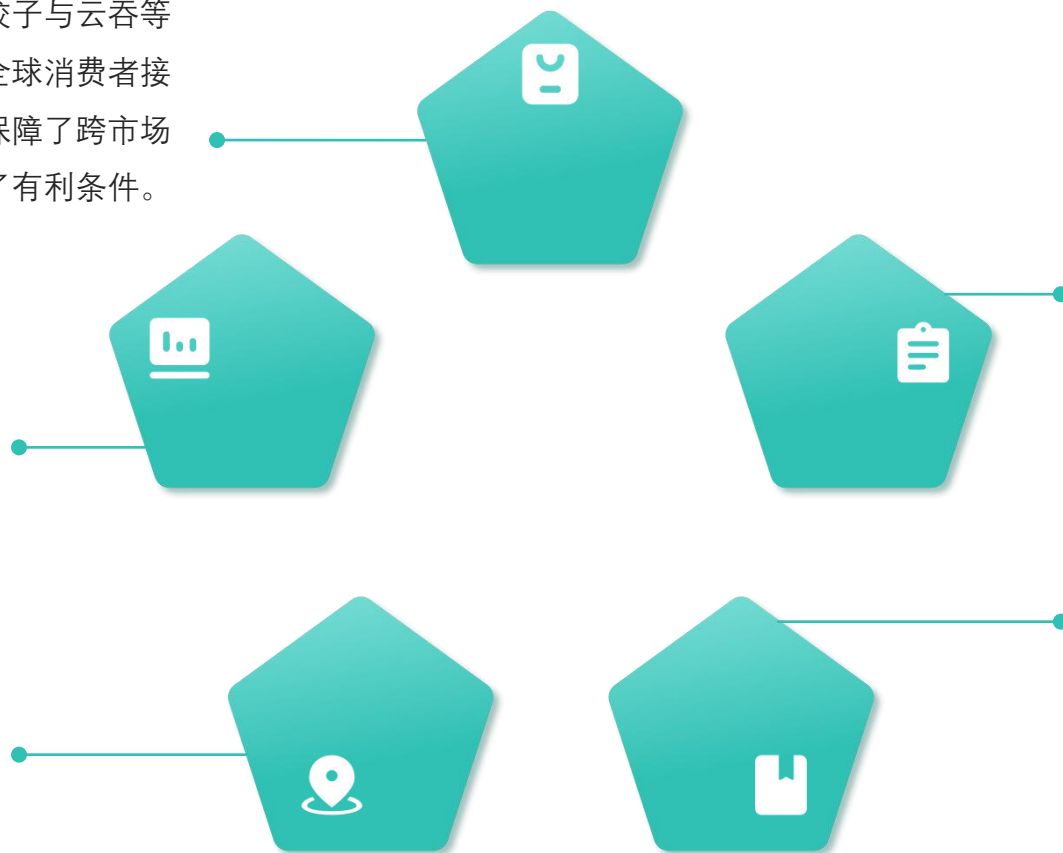 饺子与云吞等
全球消费者接
保障了跨市场
了有利条件。